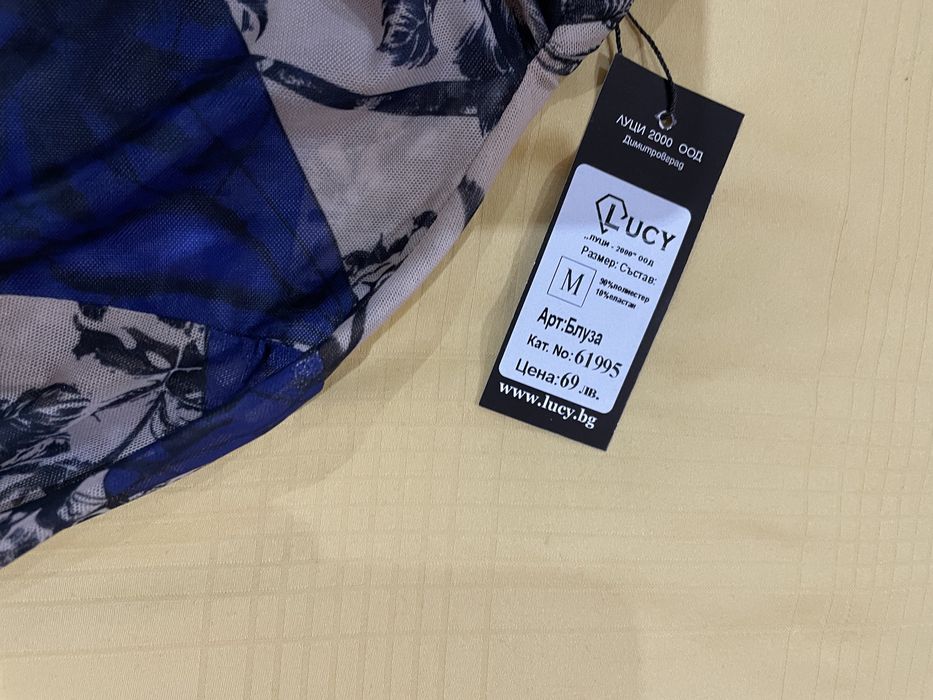 ЛУЦИ 2000 ООД
Димитровград
LUCY
„ЛУЦИ - 2000" ООД
Размер: Състав:
M
90%полиестер
10%еластан
Арт:Блуза
Кат. No:61995
Цена:69 лв.
www.lucy.bg